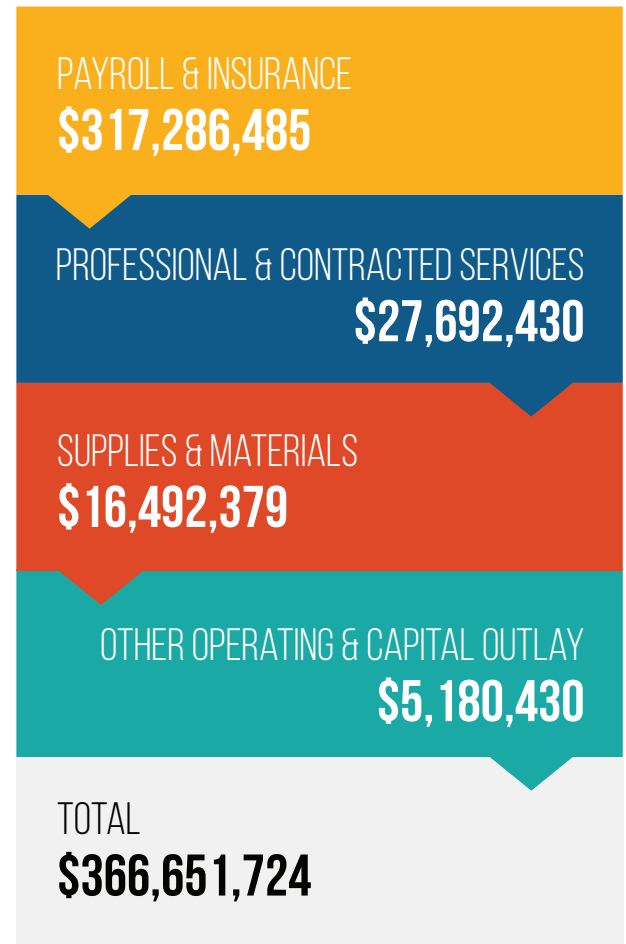 PAYROLL & INSURANCE
$317,286,485
PROFESSIONAL & CONTRACTED SERVICES
$27,692,430
SUPPLIES & MATERIALS
$16,492,379
OTHER OPERATING & CAPITAL OUTLAY
$5,180,430
TOTAL
$366,651,724